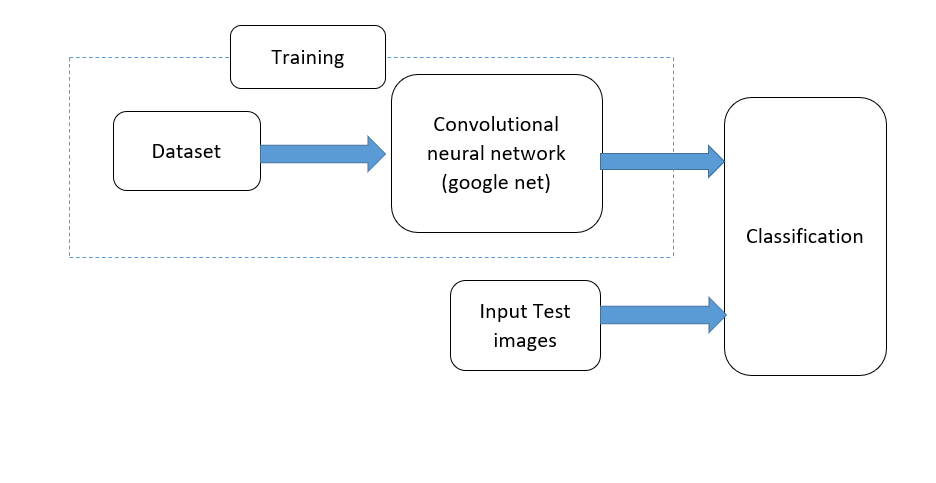 Training
Dataset
Convolutional
neural network
(google net)
Classification
Input Test
images